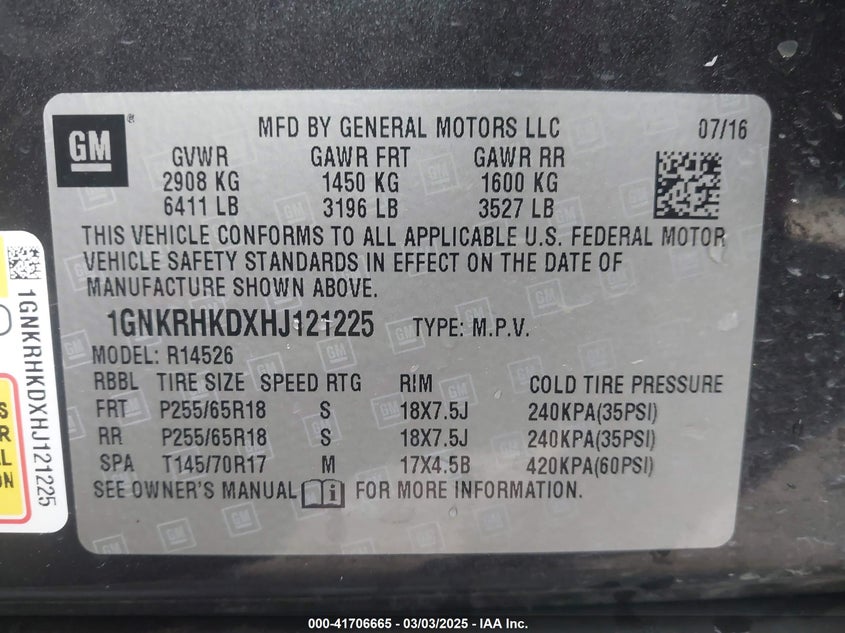 GM ®
MFD BY GENERAL MOTORS LLC 07/16
GVWR GAWR FRT GAWR RR
2908 KG 1450 KG 1600 KG
6411 LB 3196 LB 3527 LB
THIS VEHICLE CONFORMS TO ALL APPLICABLE U.S. FEDERAL MOTOR
VEHICLE SAFETY STANDARDS IN EFFECT ON THE DATE OF
MANUFACTURE SHOWN ABOVE.
1GNKRHKDXHJ121225 TYPE: M.P.V.
MODEL: R14526
RBBL TIRE SIZE SPEED RTG RIM COLD TIRE PRESSURE
FRT P255/65R18 S 18X7.5J 240KPA(35PSI)
RR P255/65R18 S 18X7.5J 240KPA(35PSI)
SPA T145/70R17 M 17X4.5B 420KPA(60PSI)
SEE OWNER'S MANUAL FOR MORE INFORMATION.
1GNKRHKDXHJ121225
000-41706665 - 03/03/2025 - IAA Inc.